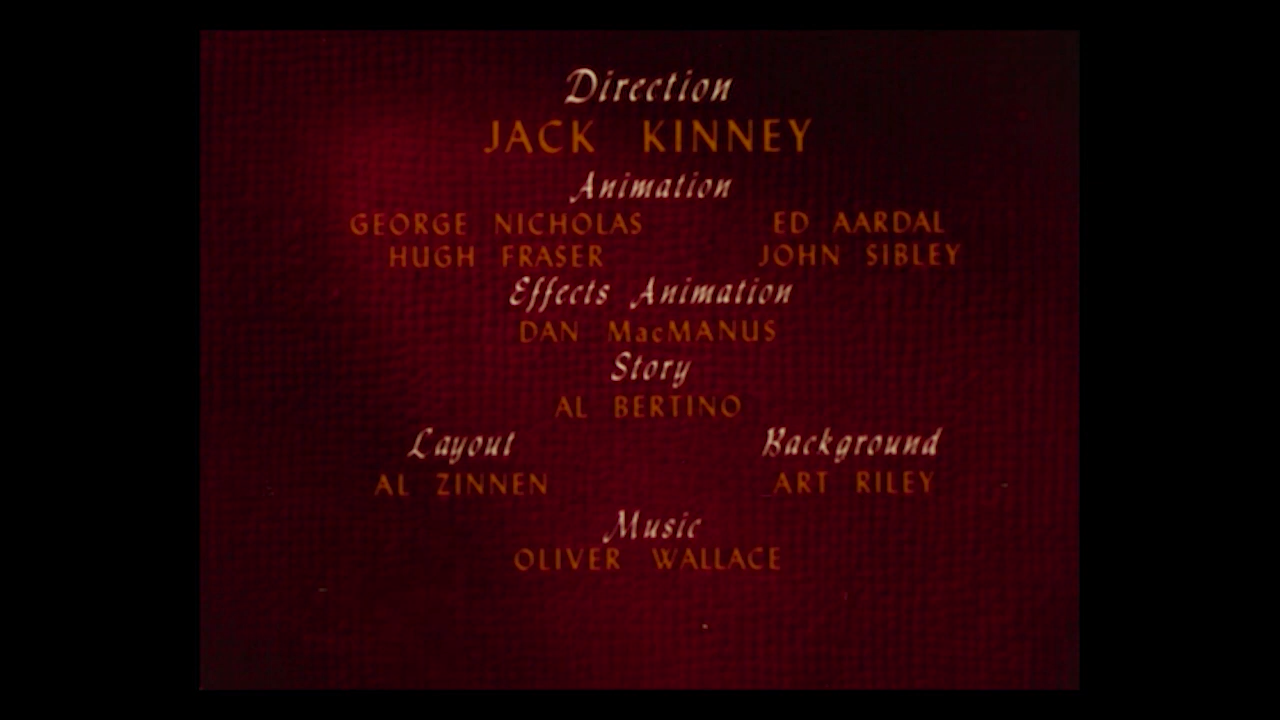 Direction
JACK KINNEY
Animation
GEORGE NICHOLAS ED AARDAL
HUGH FRASER JOHN SIBLEY
Effects Animation
DAN MacMANUS
Story
AL BERTINO
Layout Background
AL ZINNEN ART RILEY
Music
OLIVER WALLACE